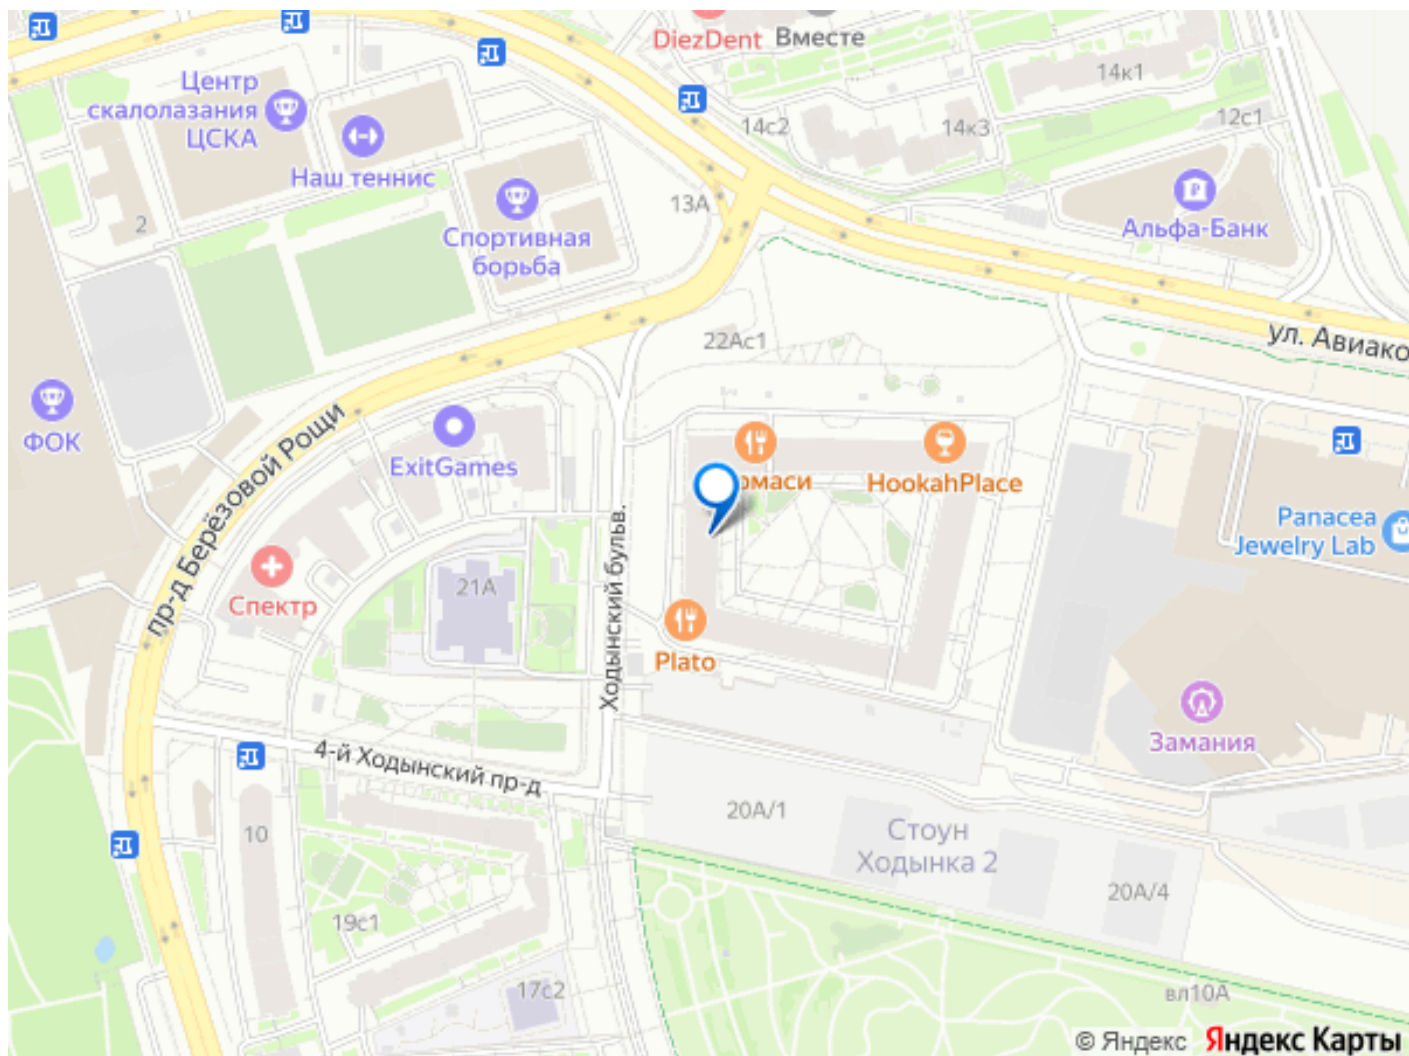 DiezDent
Вместе
Центр
скалолазания
ЦСКА
14к1
14с2
14к3
12с1
Наш теннис
2
13А
Альфа-Банк
Спортивная
борьба
22Ас1
ул. Авиако
ФОК
пр-д Берёзовой Рощи
ExitGames
HookahPlace
Panacea
Jewelry Lab
Ходынский бульв.
Спектр
21А
Plato
Замания
4-й Ходынский пр-д
20А/1
Стоун
Ходынка 2
10
20А/4
19с1
17с2
вл10А
© Яндекс Яндекс Карты